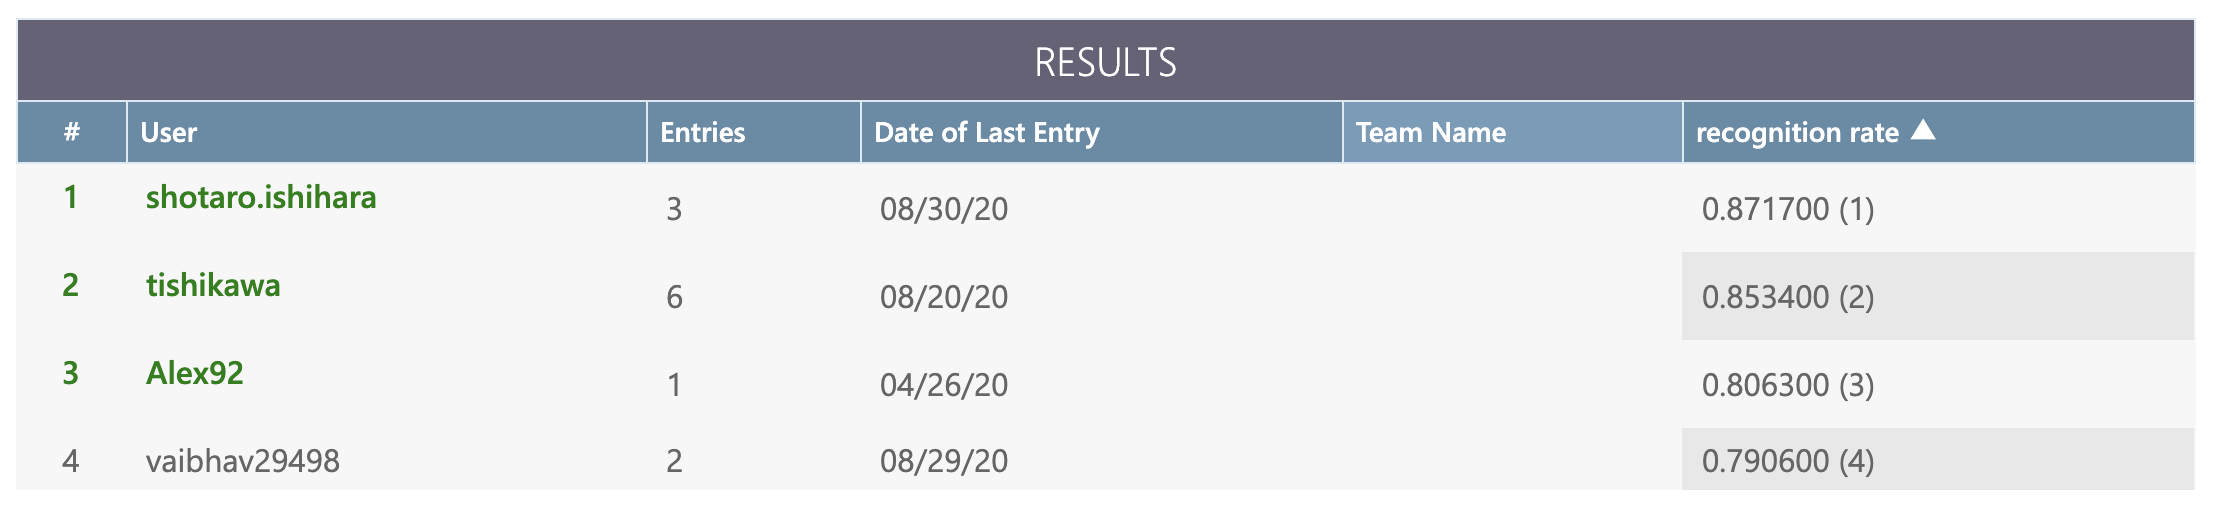 RESULTS
# User Entries Date of Last Entry Team Name recognition rate ▲
1 shotaro.ishihara 3 08/30/20 0.871700 (1)
2 tishikawa 6 08/20/20 0.853400 (2)
3 Alex92 1 04/26/20 0.806300 (3)
4 vaibhav29498 2 08/29/20 0.790600 (4)